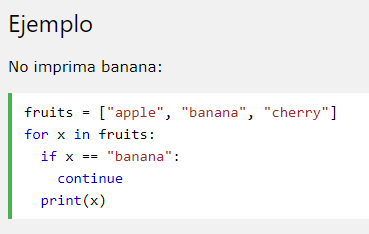 Ejemplo
No imprima banana:
fruits = ["apple", "banana", "cherry"]
for x in fruits:
  if x == "banana":
    continue
  print(x)